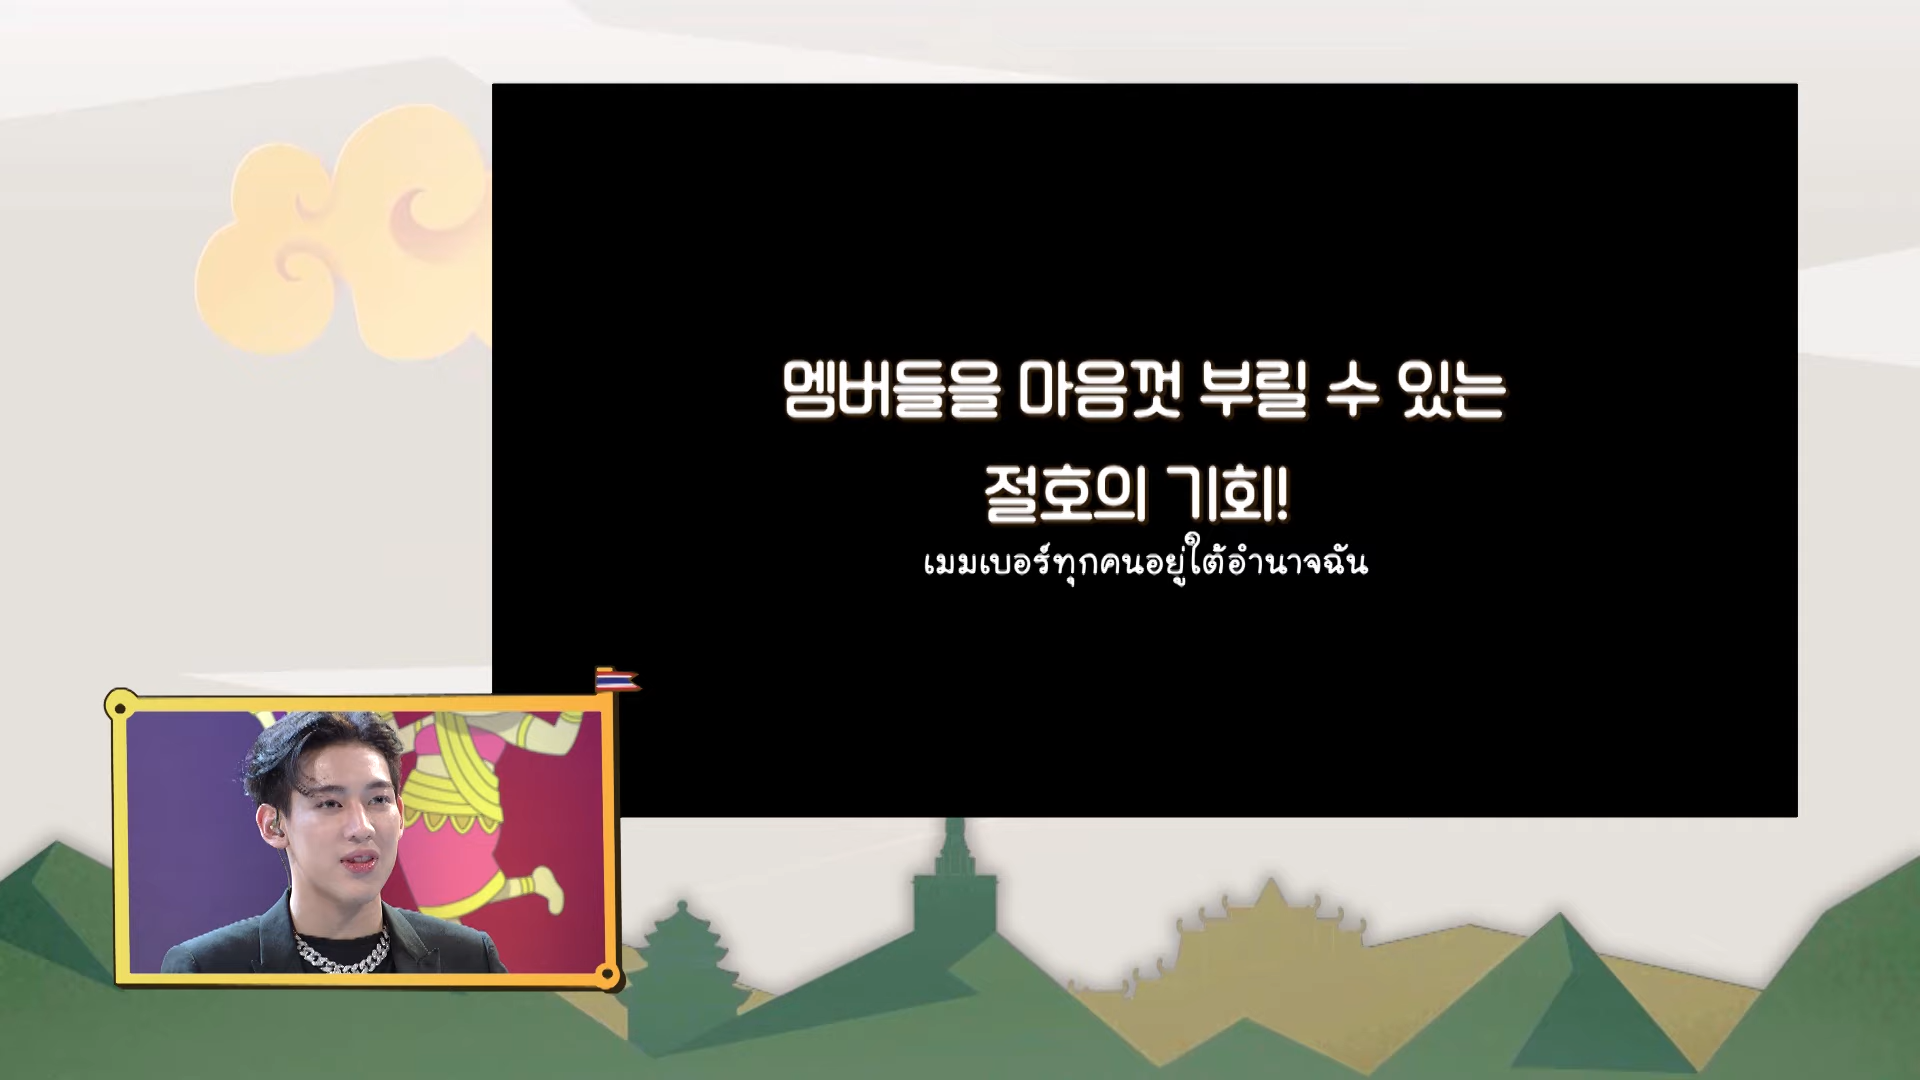 멤버들을 마음껏 부릴 수 있는
절호의 기회!
เมมเบอร์ทุกคนอยู่ใต้อำนาจฉัน